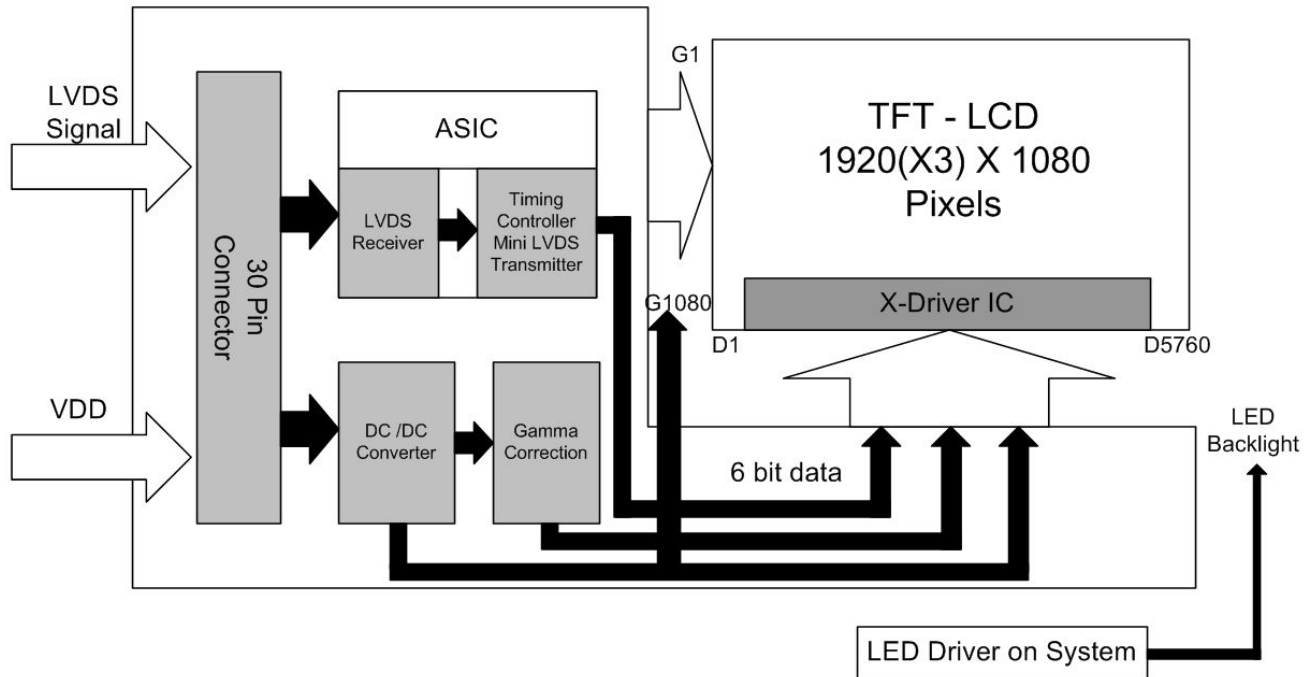 LVDS
Signal
VDD
30 Pin
Connector
ASIC
LVDS
Receiver
Timing
Controller
Mini LVDS
Transmitter
DC /DC
Converter
Gamma
Correction
6 bit data
G1
G1080
TFT - LCD
1920(X3) X 1080
Pixels
X-Driver IC
D1
D5760
LED
Backlight
LED Driver on System